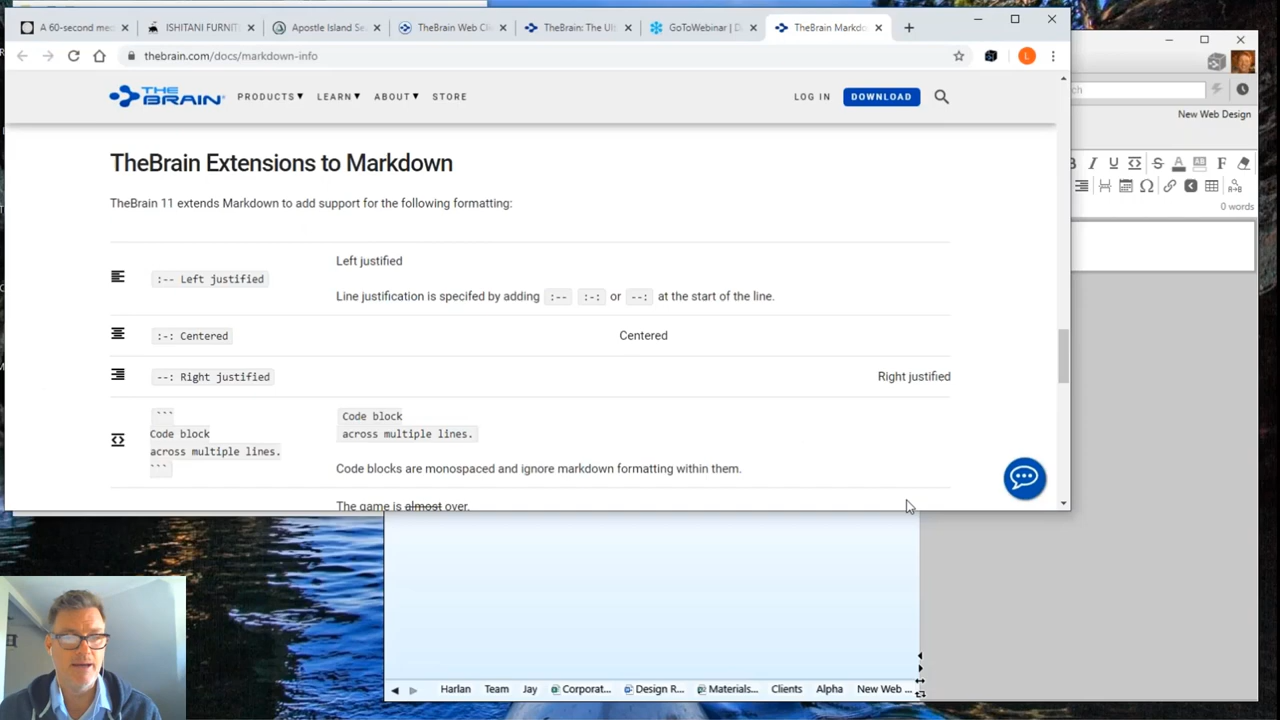 A 60-second me
ISHITANI FURNIT
Apostle Island Se
TheBrain Web Cli
TheBrain: The Ul
GoToWebinar | D
TheBrain Markdo
thebrain.com/docs/markdown-info
L
THE BRAIN
PRODUCTS▼ LEARN▼ ABOUT▼ STORE
LOG IN DOWNLOAD
ch
New Web Design
TheBrain Extensions to Markdown
TheBrain 11 extends Markdown to add support for the following formatting:
0 words
Left justified
:-- Left justified
Line justification is specifed by adding :-- :-: or --: at the start of the line.
:-: Centered
Centered
--: Right justified
Right justified
```
Code block
across multiple lines.
```
Code block
across multiple lines.
Code blocks are monospaced and ignore markdown formatting within them.
The game is almost over.
Harlan Team Jay Corporat... Design R... Materials... Clients Alpha New Web ...